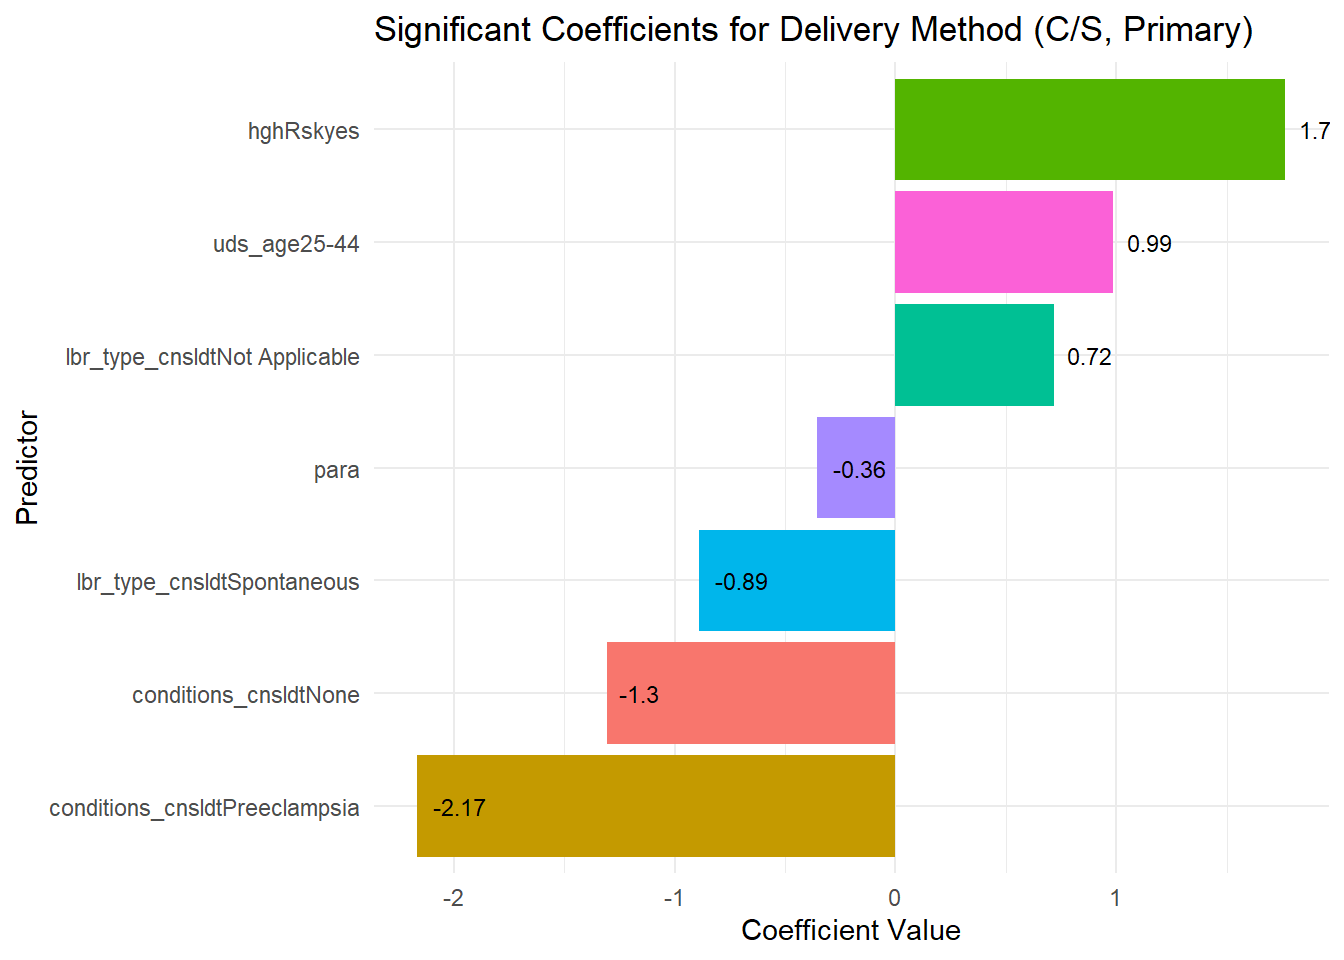 Significant Coefficients for Delivery Method (C/S, Primary)
hghRskyes
1.7
uds_age25-44
0.99
lbr_type_cnsldtNot Applicable
0.72
para
-0.36
lbr_type_cnsldtSpontaneous
-0.89
conditions_cnsldtNone
-1.3
conditions_cnsldtPreeclampsia
-2.17
Predictor
-2
-1
0
1
Coefficient Value